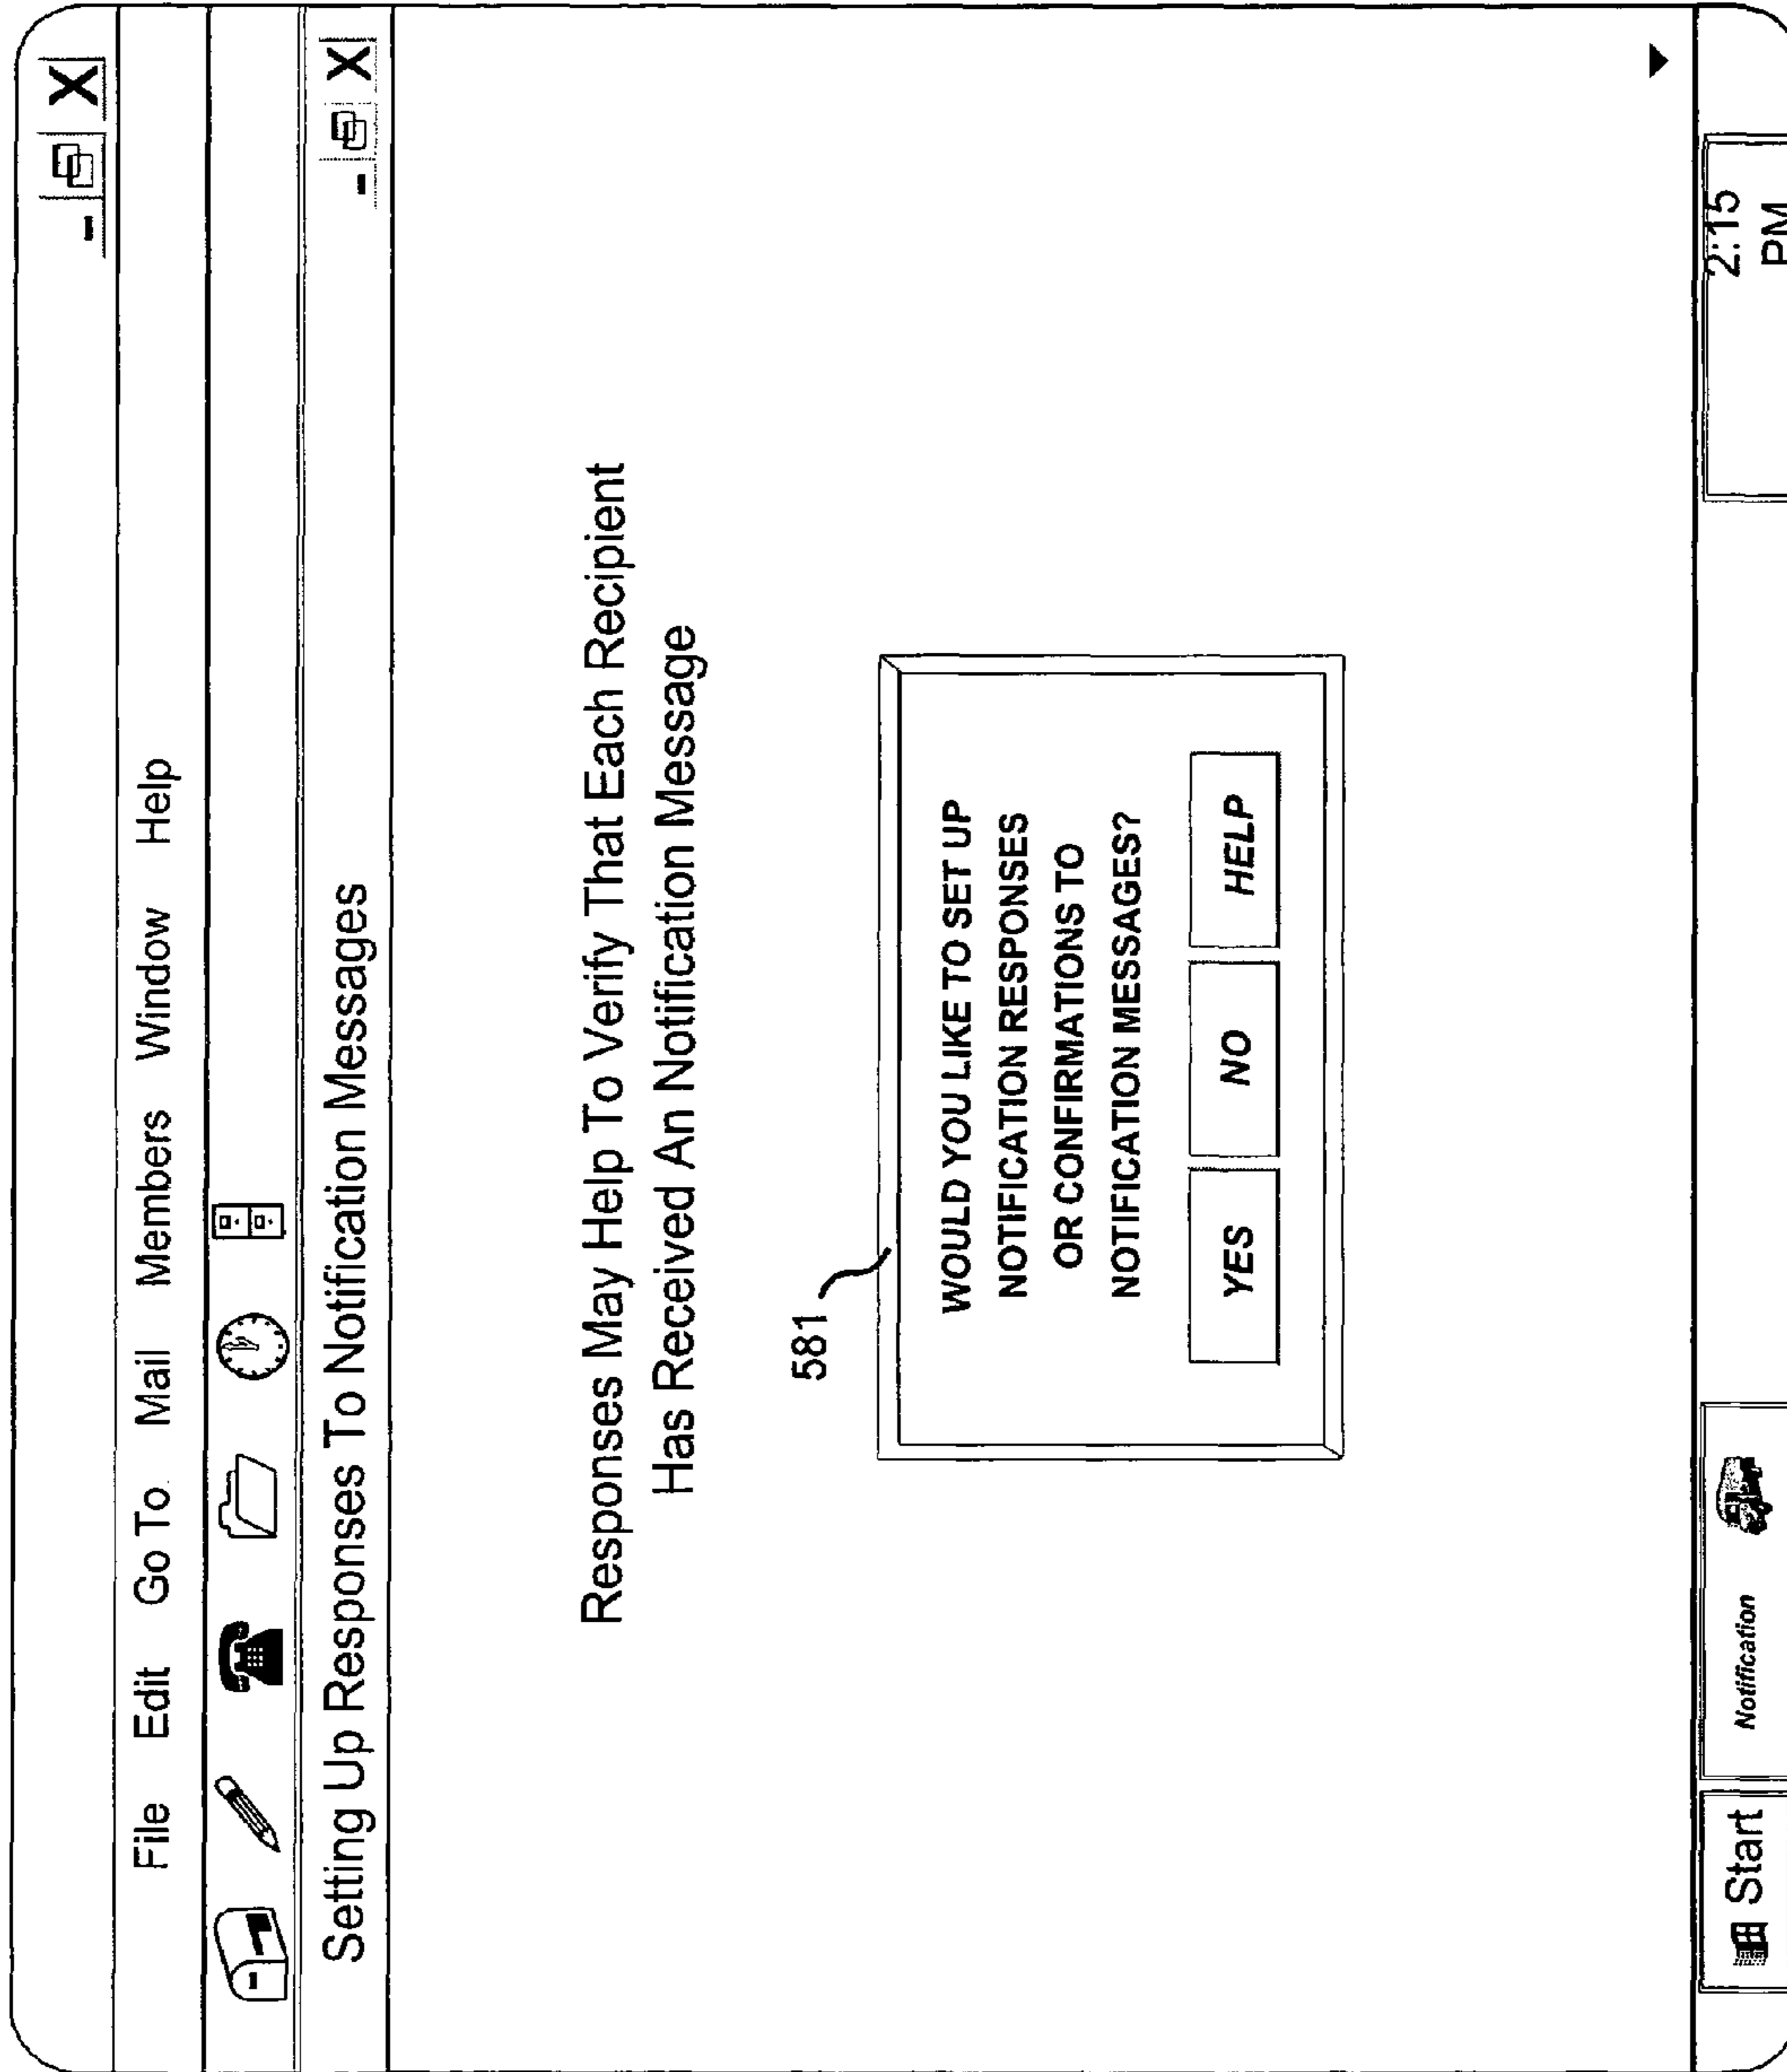 File Edit Go To Mail Members Window Help
Setting Up Responses To Notification Messages
Responses May Help To Verify That Each Recipient
Has Received An Notification Message
581
WOULD YOU LIKE TO SET UP
NOTIFICATION RESPONSES
OR CONFIRMATIONS TO
NOTIFICATION MESSAGES?
YES NO HELP
Start Notification 2:15
PM